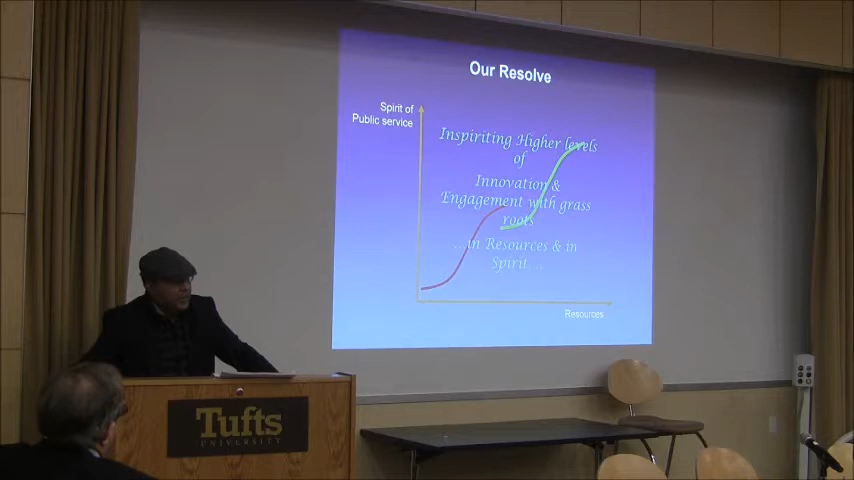 Our Resolve
Spirit of
Public service
Inspiriting Higher levels
of
Innovation &
Engagement with grass
roots
...in Resources & in
Spirit....
Resources
Tufts
UNIVERSITY